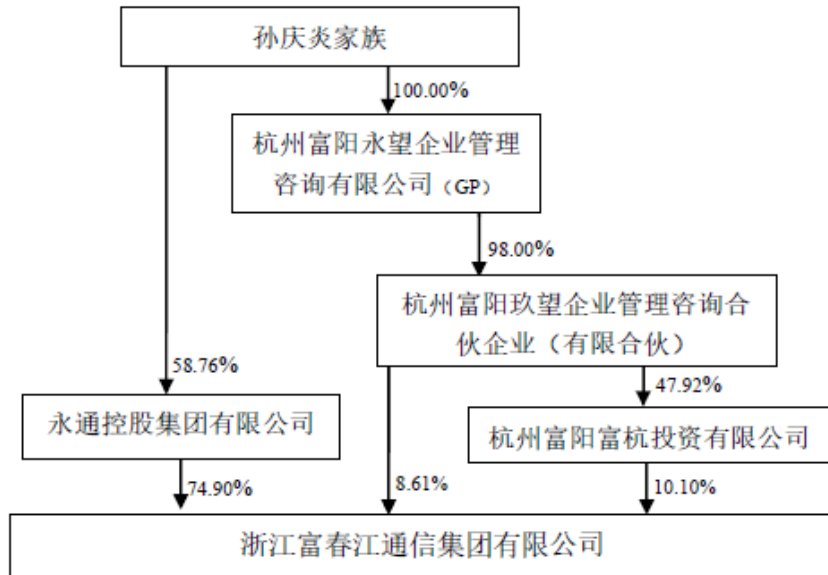 孙庆炎家族
100.00%
杭州富阳永望企业管理
咨询有限公司（GP）
98.00%
杭州富阳玖望企业管理咨询合
伙企业（有限合伙）
58.76%
47.92%
永通控股集团有限公司
杭州富阳富杭投资有限公司
74.90%
8.61%
10.10%
浙江富春江通信集团有限公司